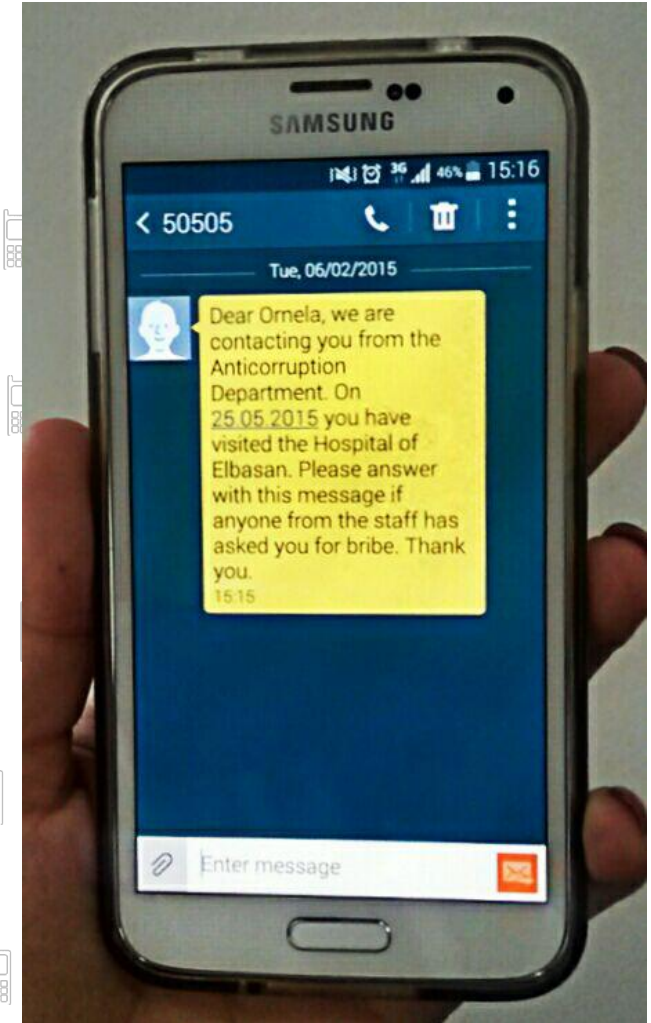 SAMSUNG
3G 46% 15:16
< 50505
Tue, 06/02/2015
Dear Ornela, we are
contacting you from the
Anticorruption
Department. On
25.05.2015 you have
visited the Hospital of
Elbasan. Please answer
with this message if
anyone from the staff has
asked you for bribe. Thank
you.
15:15
Enter message